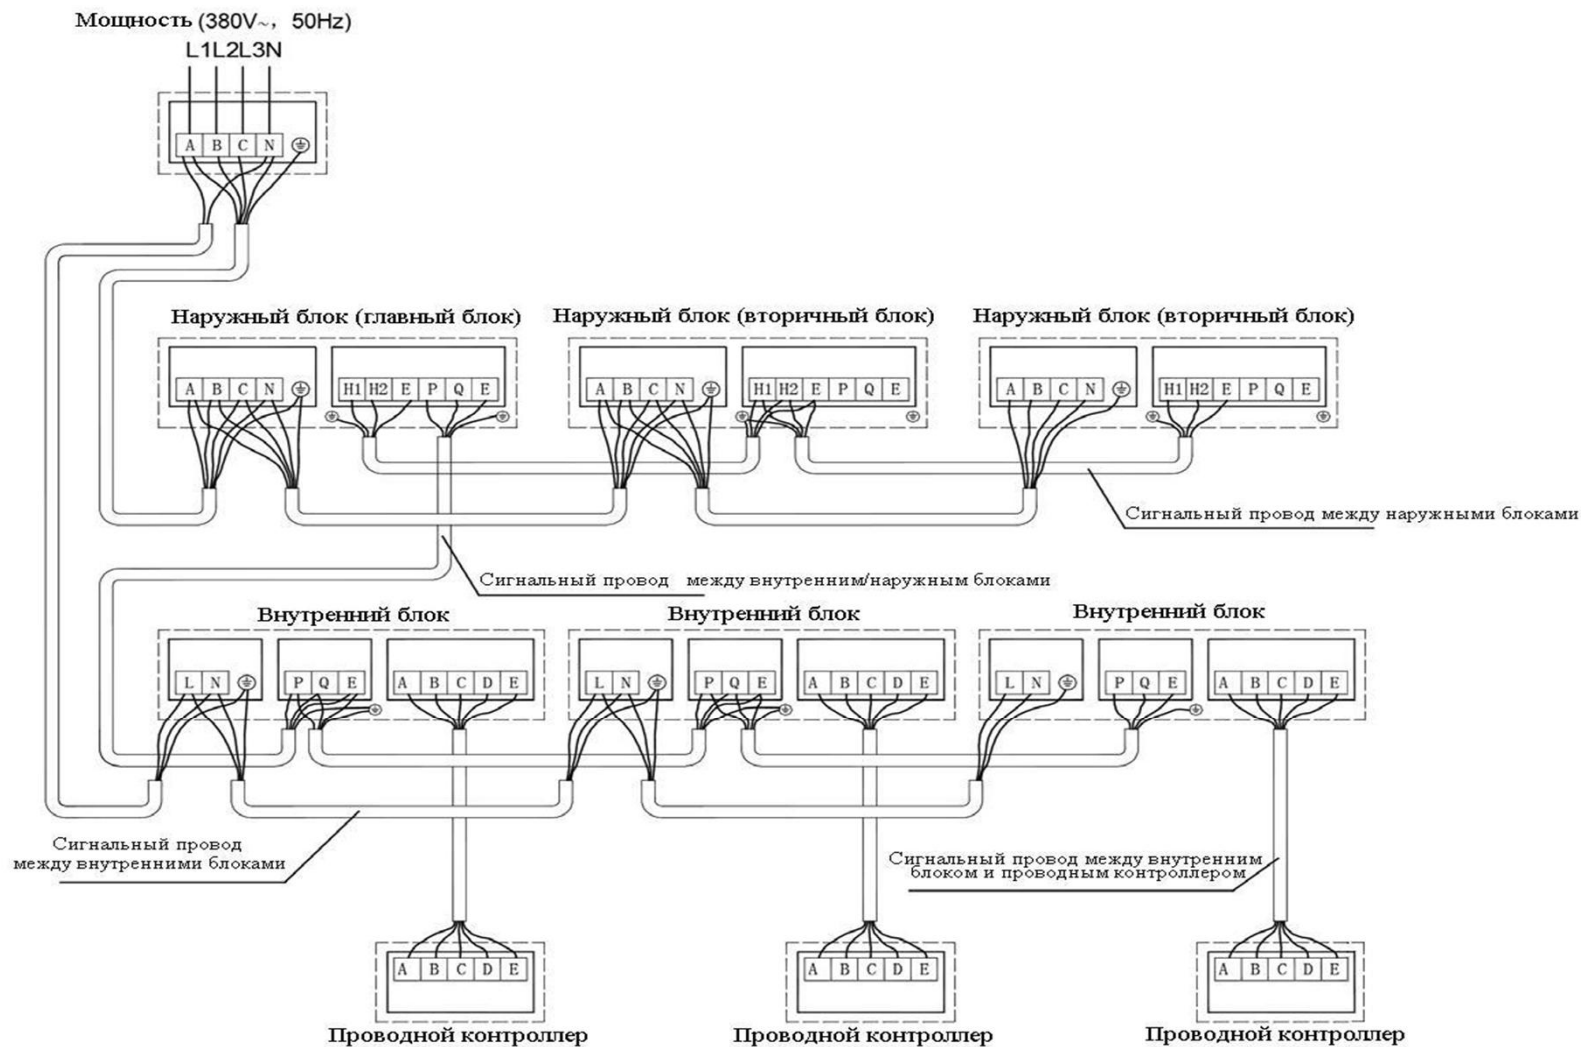 Мощность (380V~, 50Hz)
L1L2L3N
A B C N
Наружный блок (главный блок)
Наружный блок (вторичный блок)
Наружный блок (вторичный блок)
A B C N
H1 H2 E P Q E
A B C N
H1 H2 E P Q E
A B C N
H1 H2 E P Q E
Сигнальный провод между наружными блоками
Сигнальный провод между внутренним/наружным блоками
Внутренний блок
Внутренний блок
Внутренний блок
L N
P Q E
A B C D E
L N
P Q E
A B C D E
L N
P Q E
A B C D E
Сигнальный провод
между внутренними блоками
Сигнальный провод между внутренним
блоком и проводным контроллером
A B C D E
A B C D E
A B C D E
Проводной контроллер
Проводной контроллер
Проводной контроллер